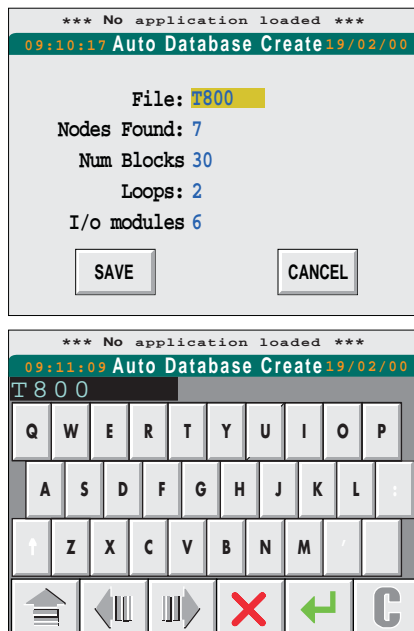 *** No application loaded ***
09:10:17 Auto Database Create 19/02/00
File: T800
Nodes Found: 7
Num Blocks 30
Loops: 2
I/o modules 6
SAVE CANCEL
*** No application loaded ***
09:11:09 Auto Database Create 19/02/00
T800
Q W E R T Y U I O P
A S D F G H J K L :
Z X C V B N M '
C